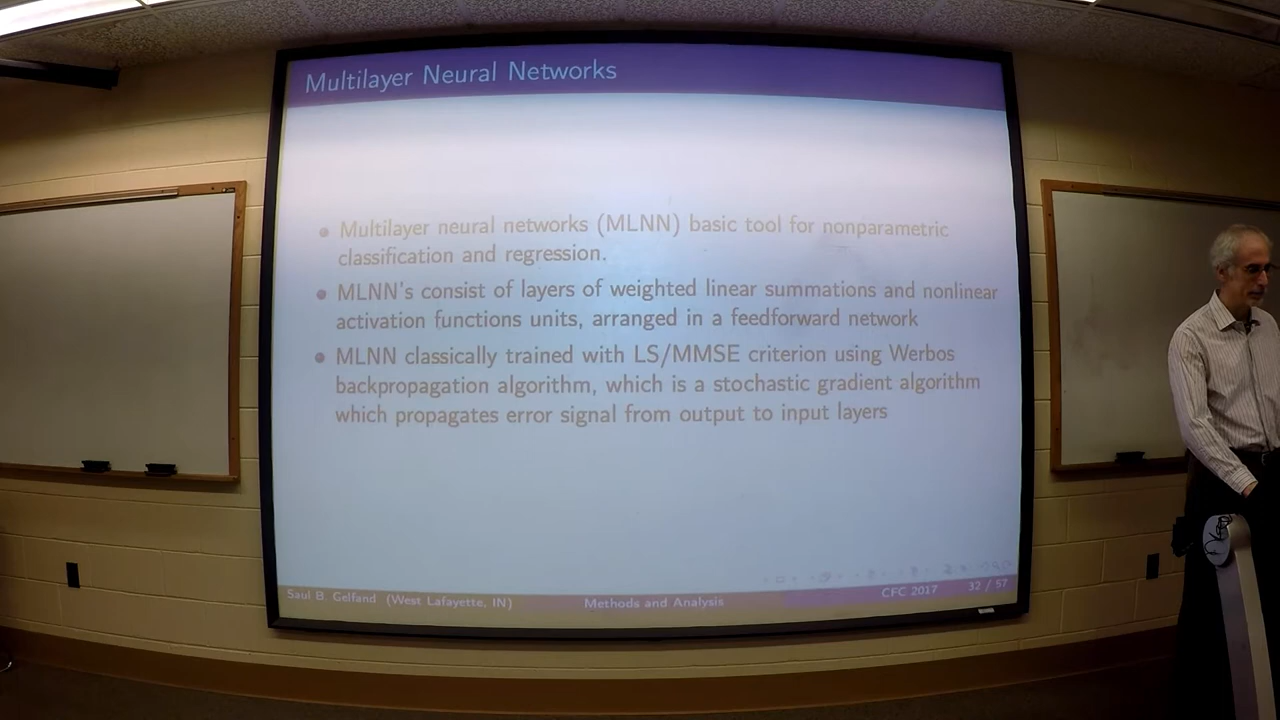 Multilayer Neural Networks
Multilayer neural networks (MLNN) basic tool for nonparametric
classification and regression.
MLNN's consist of layers of weighted linear summations and nonlinear
activation functions units, arranged in a feedforward network
MLNN classically trained with LS/MMSE criterion using Werbos
backpropagation algorithm, which is a stochastic gradient algorithm
which propagates error signal from output to input layers
Saul B. Gelfand (West Lafayette, IN) Methods and Analysis CFC 2017 32 / 57